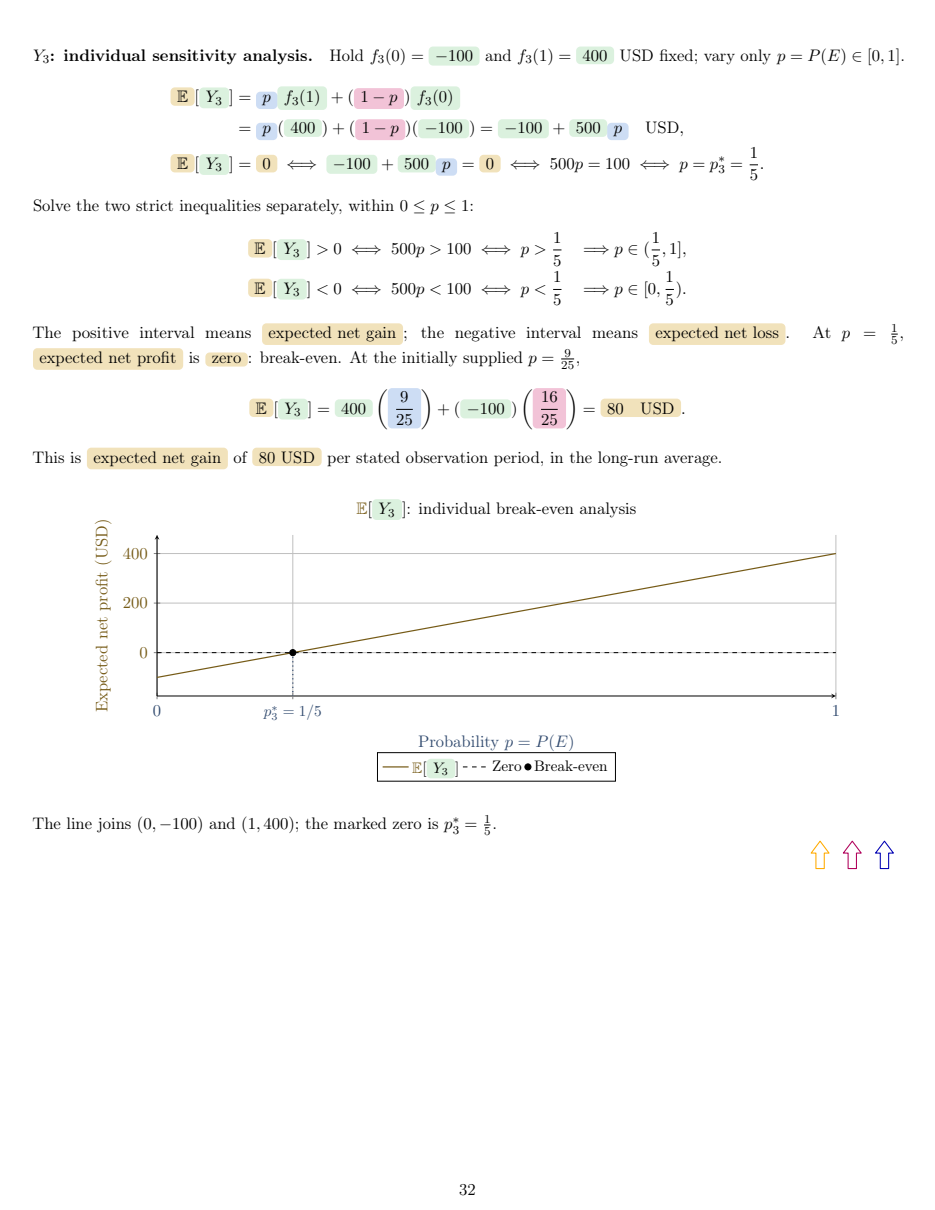 Y₃: individual sensitivity analysis. Hold f₃(0) = −100 and f₃(1) = 400 USD fixed; vary only p = P(E) ∈ [0, 1].
𝔼 [ Y₃ ] = p f₃(1) + ( 1 − p ) f₃(0)
= p ( 400 ) + ( 1 − p )( −100 ) = −100 + 500 p USD,
𝔼 [ Y₃ ] = 0 ⟺ −100 + 500 p = 0 ⟺ 500p = 100 ⟺ p = p₃* = 1/5.
Solve the two strict inequalities separately, within 0 ≤ p ≤ 1:
𝔼 [ Y₃ ] > 0 ⟺ 500p > 100 ⟺ p > 1/5 ⟹ p ∈ (1/5, 1],
𝔼 [ Y₃ ] < 0 ⟺ 500p < 100 ⟺ p < 1/5 ⟹ p ∈ [0, 1/5).
The positive interval means expected net gain ; the negative interval means expected net loss . At p = 1/5,
expected net profit is zero : break-even. At the initially supplied p = 9/25,
𝔼 [ Y₃ ] = 400 (9/25) + ( −100 ) (16/25) = 80 USD .
This is expected net gain of 80 USD per stated observation period, in the long-run average.
𝔼[ Y₃ ]: individual break-even analysis
Expected net profit (USD)
400
200
0
0 p₃* = 1/5 1
Probability p = P(E)
𝔼[ Y₃ ] Zero Break-even
The line joins (0, −100) and (1, 400); the marked zero is p₃* = 1/5.
32